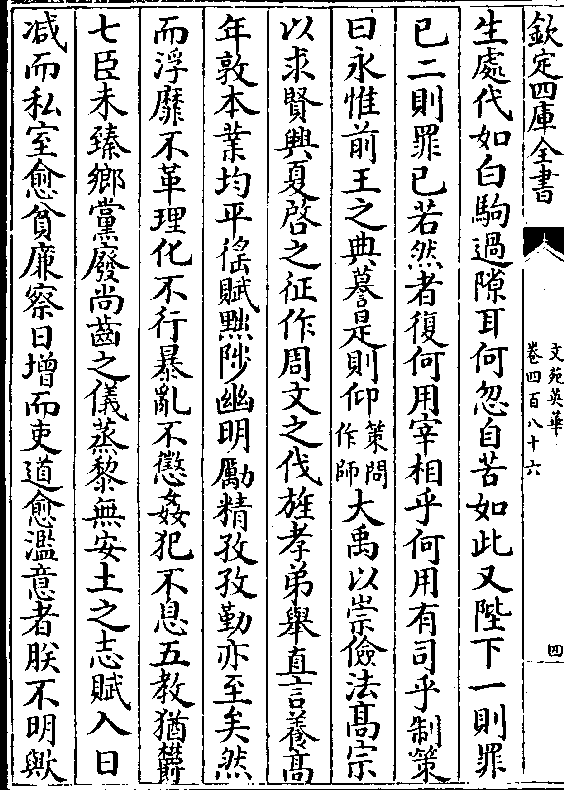 欽定四庫全書
文苑英華
卷四百八十六
四
生處代如白駒過隙耳何忽自苦如此又陛下一則罪
已二則罪已若然者復何用宰相乎何用有司乎制策
曰永惟前王之典謩是則仰策問作師大禹以崇儉法髙宗
以求賢興夏啓之征作周文之伐旌孝弟舉直言養髙
年敦本業均平徭賦黜陟幽明勵精孜孜勤亦至矣然
而浮靡不革理化不行暴亂不懲姦犯不息五教猶欝
七臣未臻鄉黨廢尚齒之儀蒸黎無安土之志賦入日
减而私室愈貧廉察日增而吏道愈濫意者朕不明歟